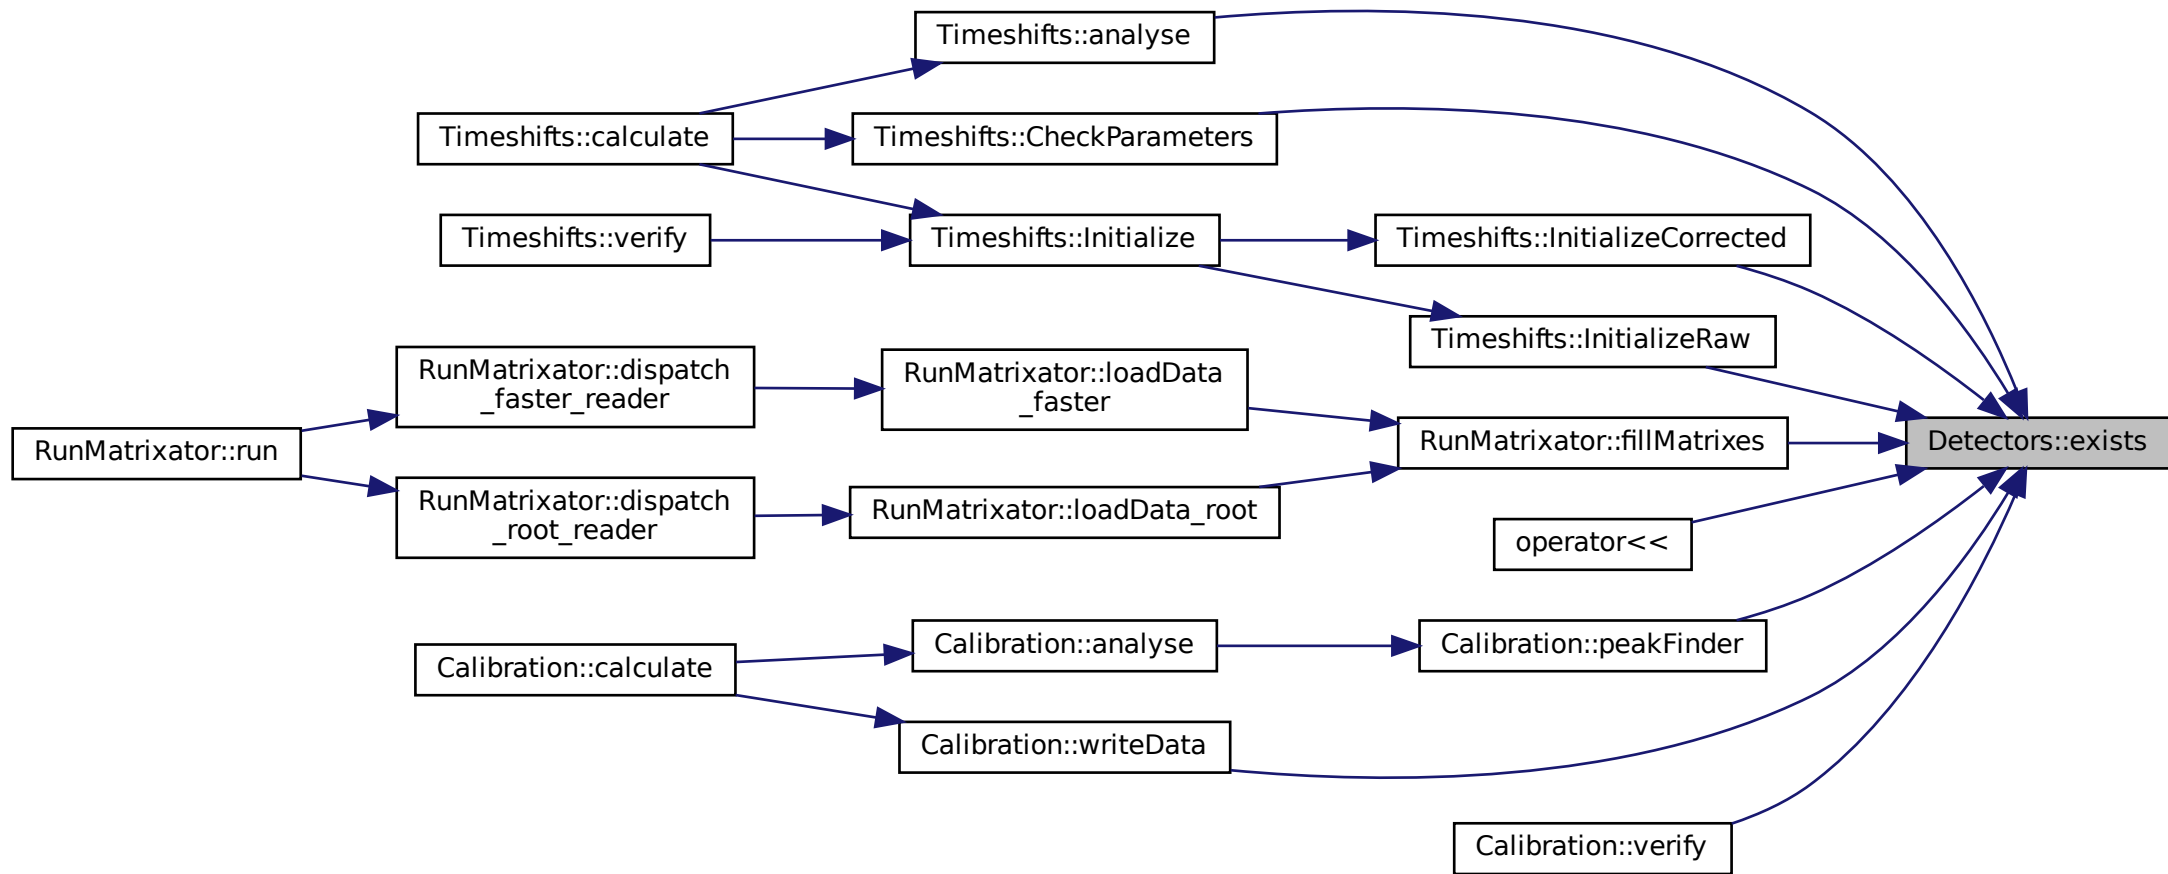 Timeshifts::analyse
Timeshifts::calculate
Timeshifts::CheckParameters
Timeshifts::verify
Timeshifts::Initialize
Timeshifts::InitializeCorrected
Timeshifts::InitializeRaw
RunMatrixator::dispatch
_faster_reader
RunMatrixator::loadData
_faster
RunMatrixator::run
RunMatrixator::fillMatrixes
Detectors::exists
RunMatrixator::dispatch
_root_reader
RunMatrixator::loadData_root
operator<<
Calibration::calculate
Calibration::analyse
Calibration::peakFinder
Calibration::writeData
Calibration::verify